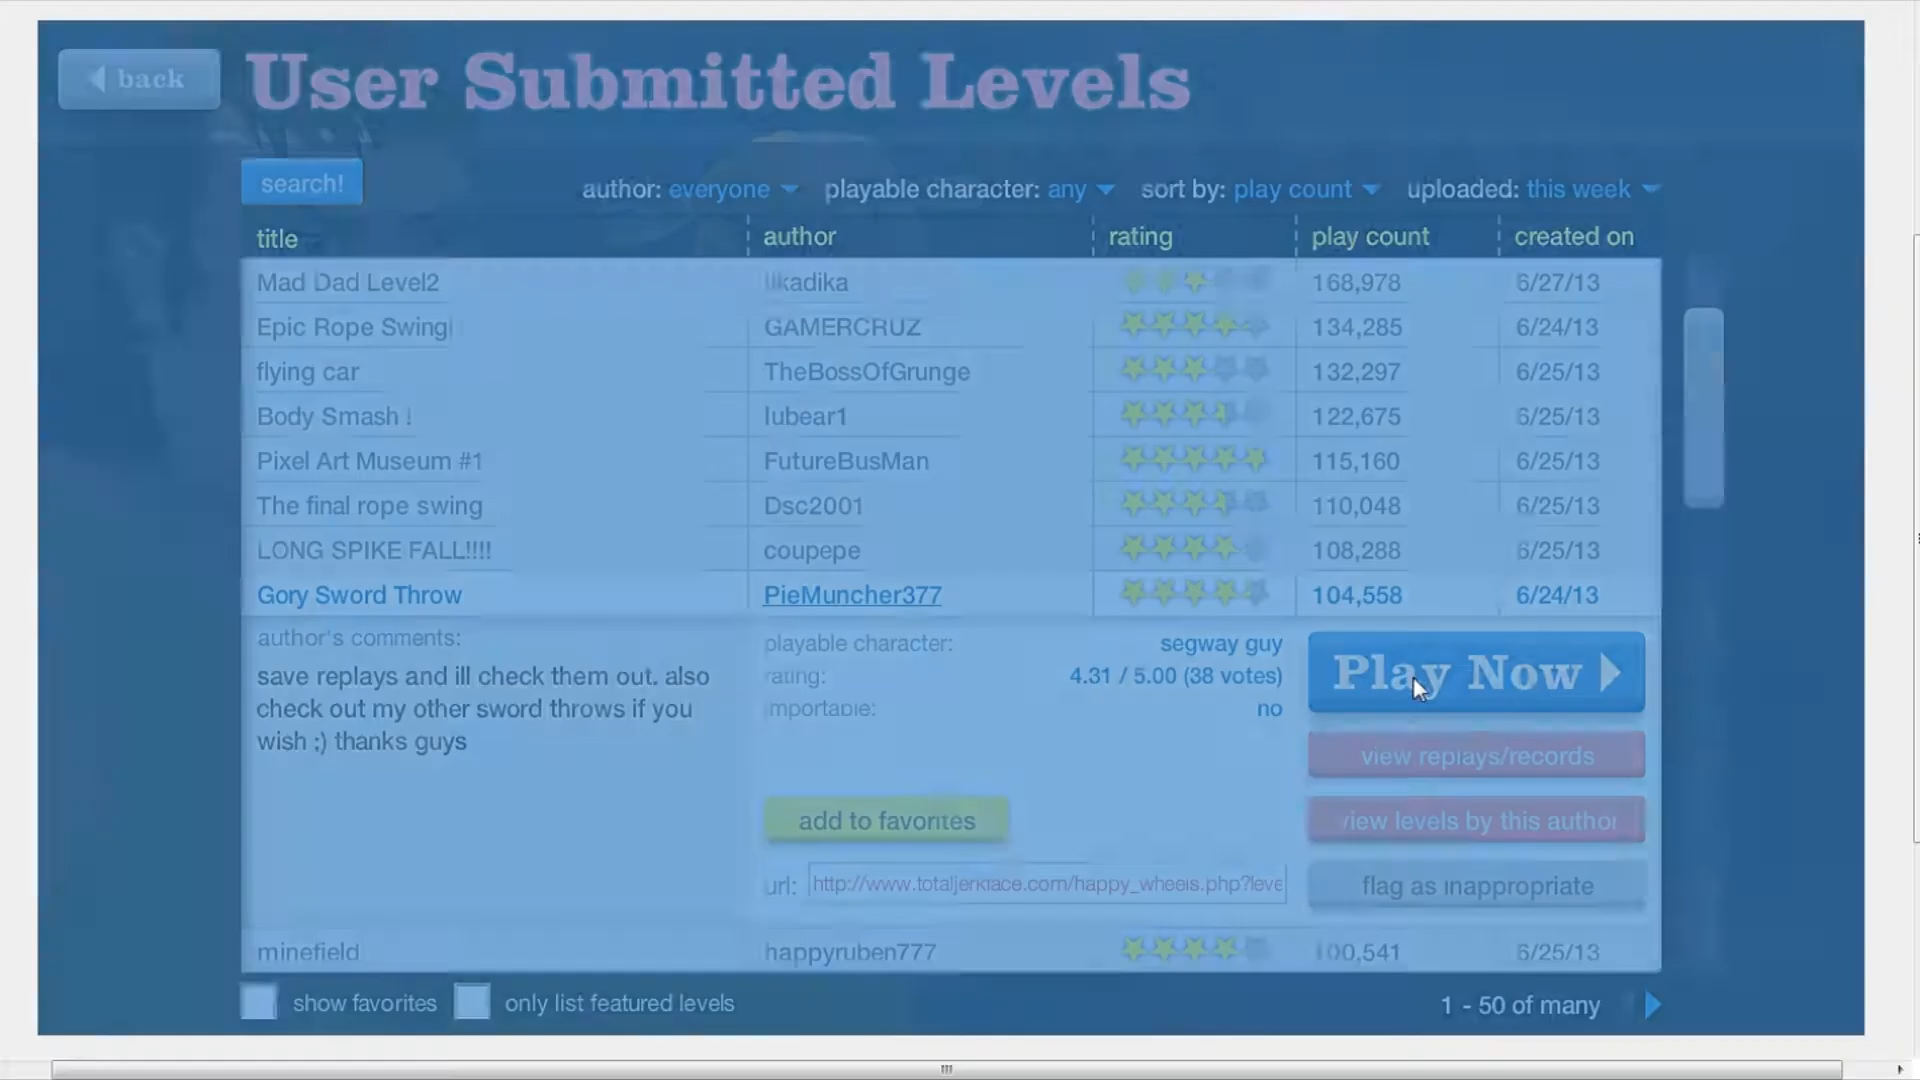 back
User Submitted Levels
search!
author: everyone playable character: any sort by: play count uploaded: this week
title author rating play count created on
Mad Dad Level2 likadika 168,978 6/27/13
Epic Rope Swing! GAMERCRUZ 134,285 6/24/13
flying car TheBossOfGrunge 132,297 6/25/13
Body Smash ! lubear1 122,675 6/25/13
Pixel Art Museum #1 FutureBusMan 115,160 6/25/13
The final rope swing Dsc2001 110,048 6/25/13
LONG SPIKE FALL!!!! coupepe 108,288 6/25/13
Gory Sword Throw PieMuncher377 104,558 6/24/13
author's comments:
save replays and ill check them out. also
check out my other sword throws if you
wish ;) thanks guys
playable character: segway guy
rating: 4.31 / 5.00 (38 votes)
importable: no
add to favorites
url: http://www.totaljerkface.com/happy_wheels.php?leve
Play Now
view replays/records
view levels by this author
flag as inappropriate
minefield happyruben777 100,541 6/25/13
show favorites only list featured levels 1 - 50 of many